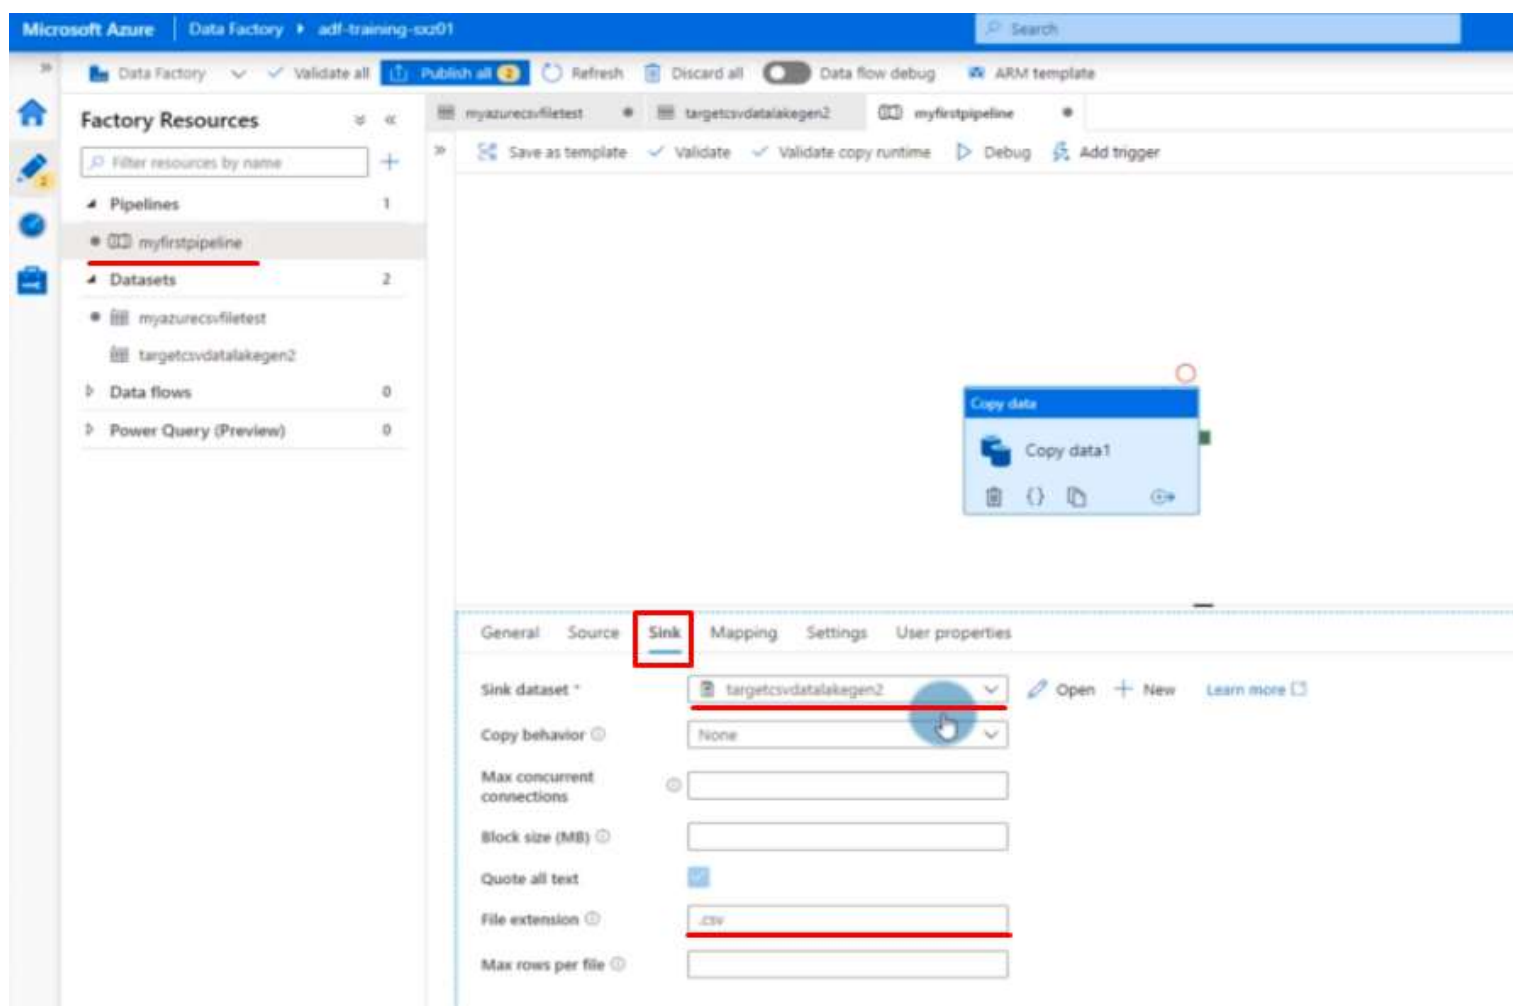 Microsoft Azure | Data Factory ▸ adf-training-sxz01
Search
Data Factory
Validate all
Publish all 2
Refresh
Discard all
Data flow debug
ARM template
Factory Resources
Filter resources by name
Pipelines 1
myfirstpipeline
Datasets 2
myazurecsvfiletest
targetcsvdatalakegen2
Data flows 0
Power Query (Preview) 0
2
myazurecsvfiletest
targetcsvdatalakegen2
myfirstpipeline
Save as template
Validate
Validate copy runtime
Debug
Add trigger
Copy data
Copy data1
{}
General Source Sink Mapping Settings User properties
Sink dataset * targetcsvdatalakegen2 Open New Learn more
Copy behavior None
Max concurrent
connections
Block size (MB)
Quote all text
File extension .csv
Max rows per file